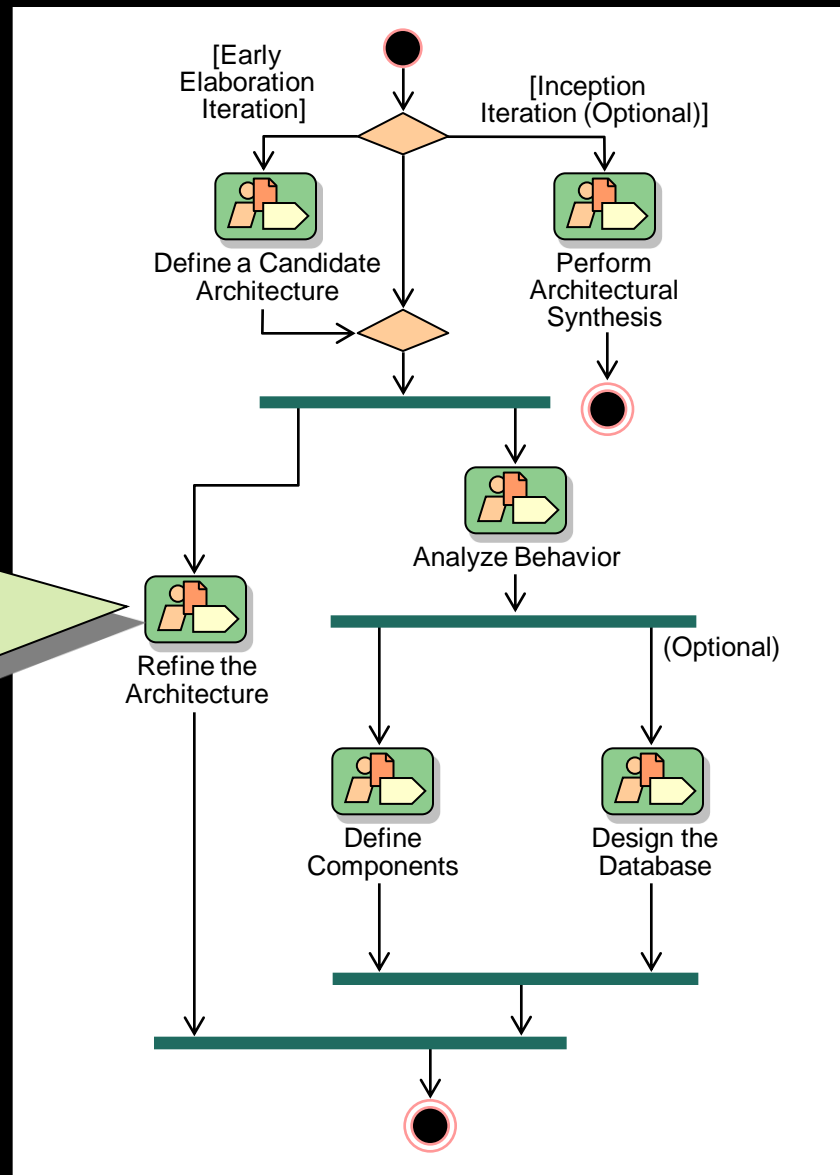 [Early
Elaboration
Iteration]
[Inception
Iteration (Optional)]
Define a Candidate
Architecture
Perform
Architectural
Synthesis
Analyze Behavior
(Optional)
Refine the
Architecture
Define
Components
Design the
Database